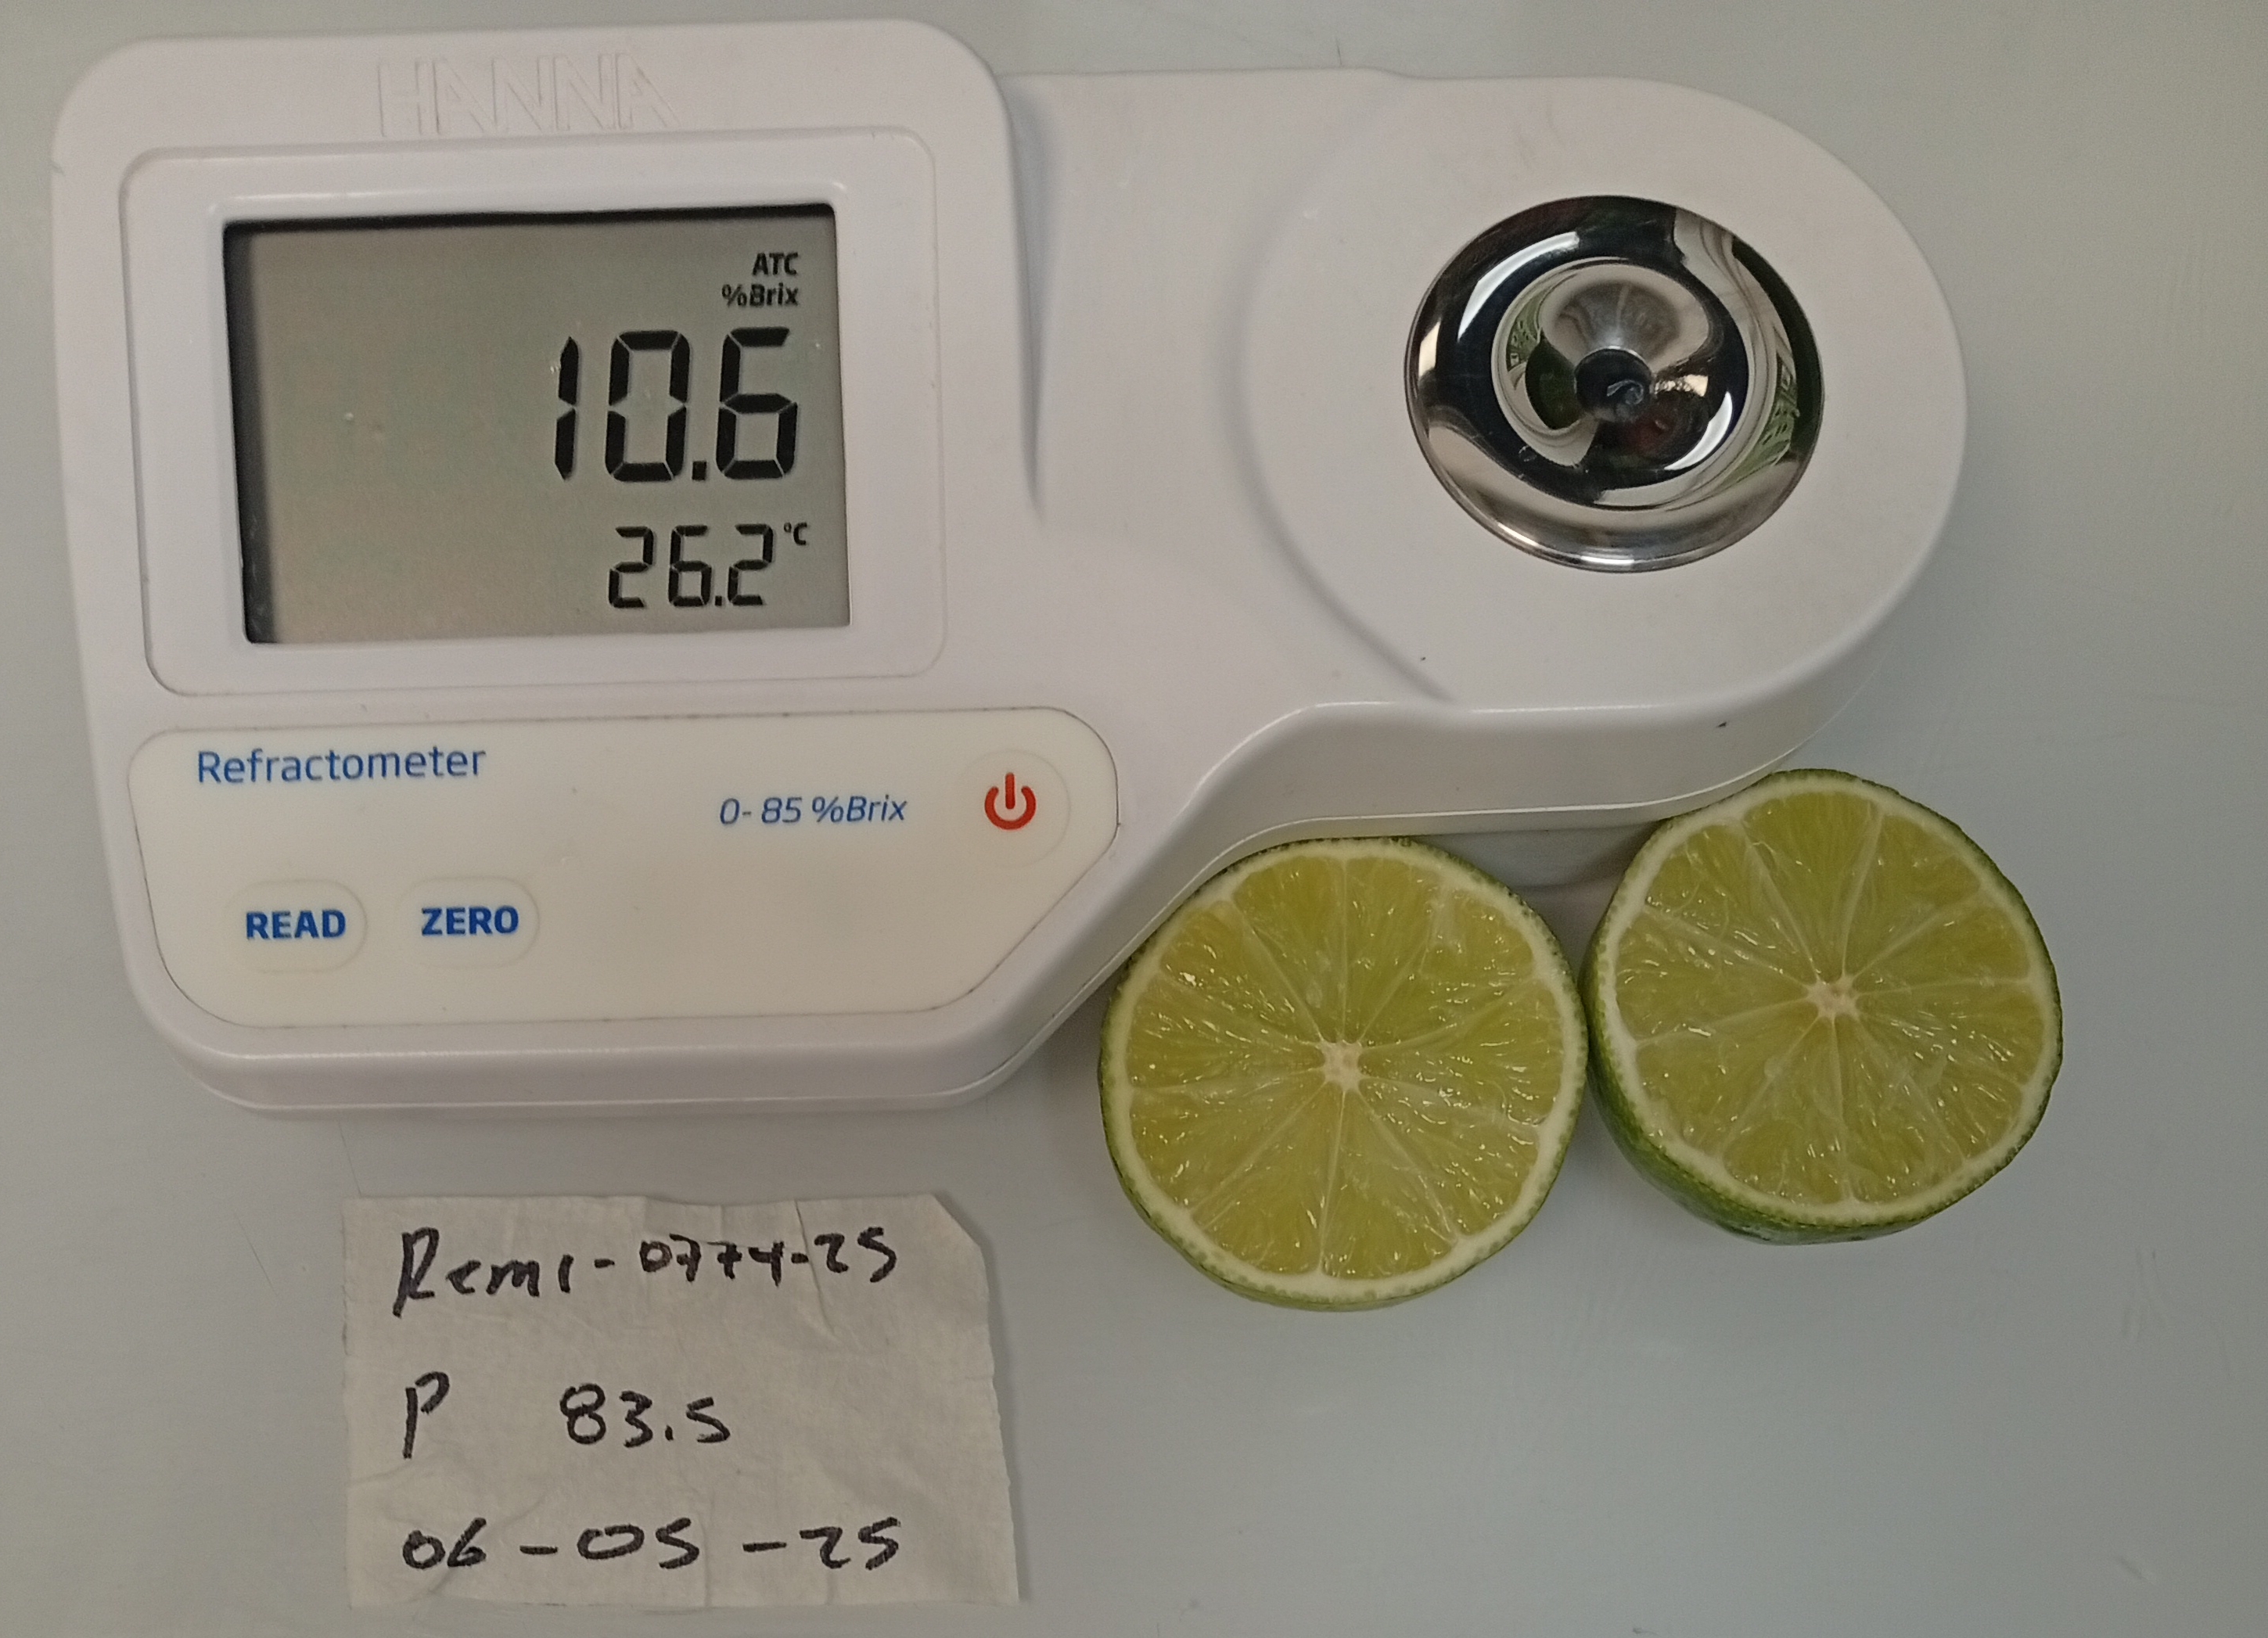 HANNA
ATC
%Brix
10.6
26.2 °C
Refractometer
0-85 %Brix
READ ZERO
Remi-0774-25
P 83.5
06-05-25